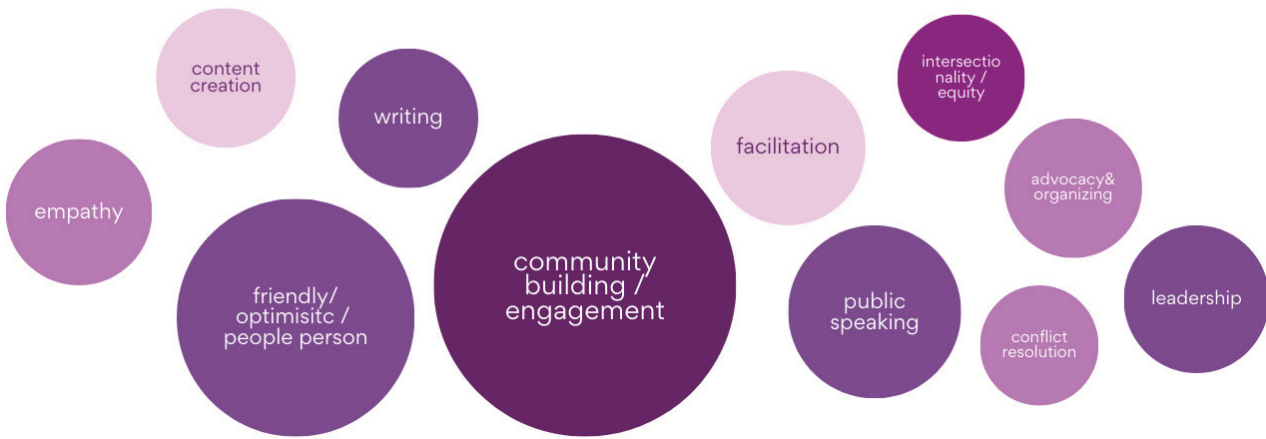 content
creation
writing
empathy
friendly/
optimisitc /
people person
community
building /
engagement
facilitation
intersectio
nality /
equity
advocacy&
organizing
public
speaking
conflict
resolution
leadership